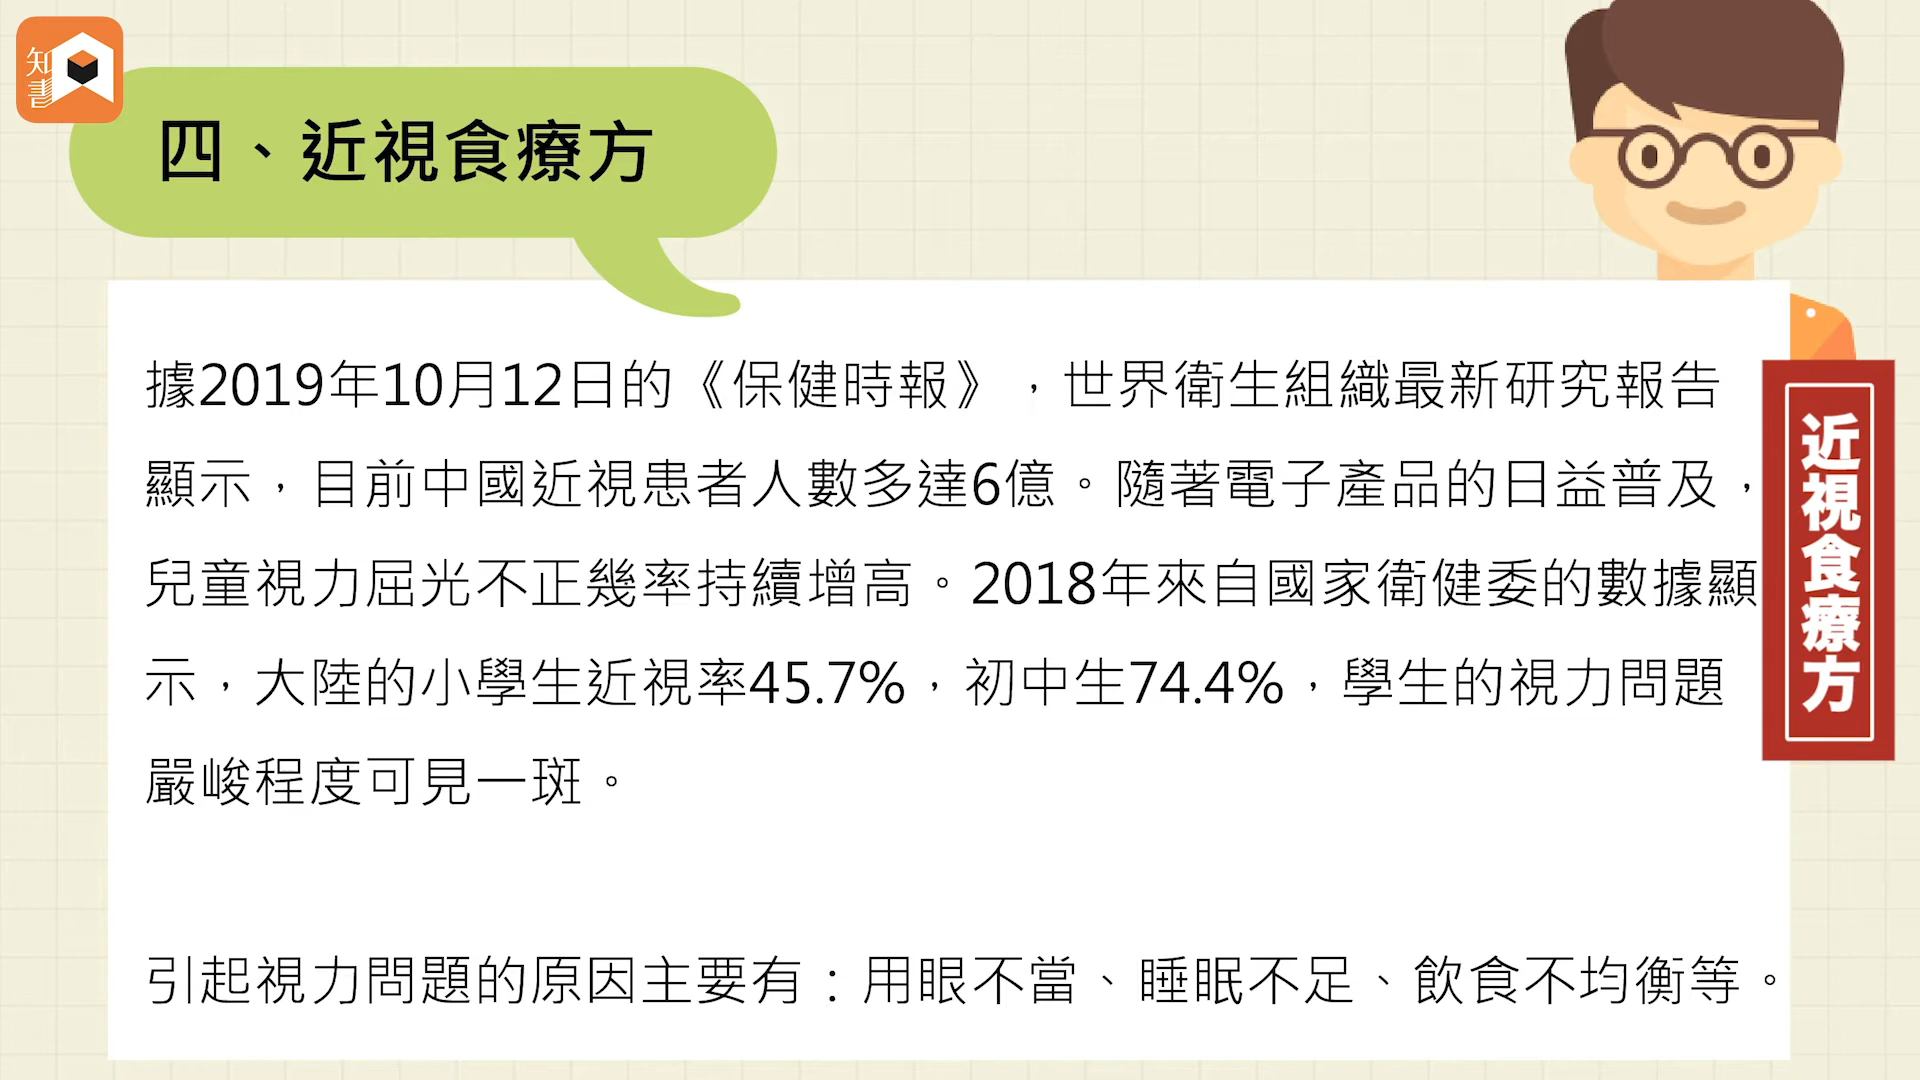 知書
四、近視食療方
據2019年10月12日的《保健時報》，世界衛生組織最新研究報告
顯示，目前中國近視患者人數多達6億。隨著電子產品的日益普及，
兒童視力屈光不正幾率持續增高。2018年來自國家衛健委的數據顯
示，大陸的小學生近視率45.7%，初中生74.4%，學生的視力問題
嚴峻程度可見一斑。
引起視力問題的原因主要有：用眼不當、睡眠不足、飲食不均衡等。
近視食療方